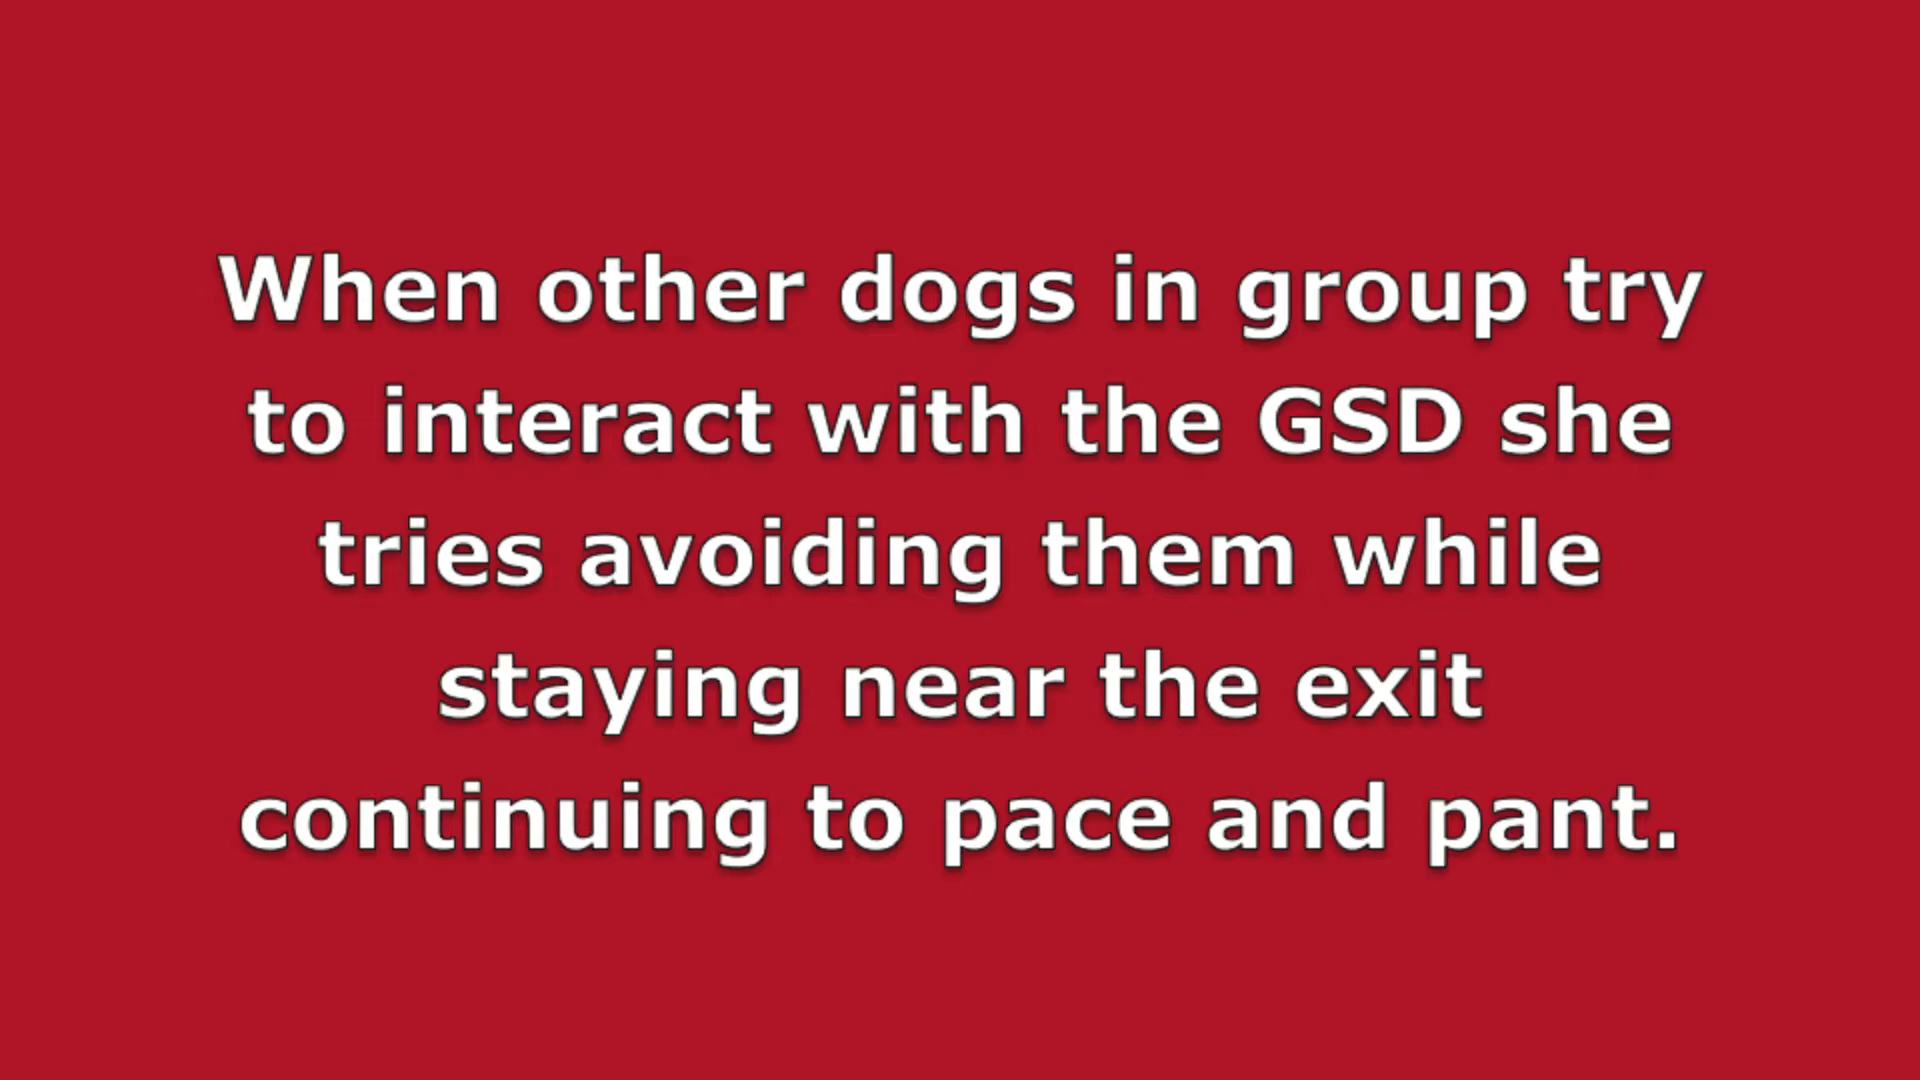 When other dogs in group try
to interact with the GSD she
tries avoiding them while
staying near the exit
continuing to pace and pant.